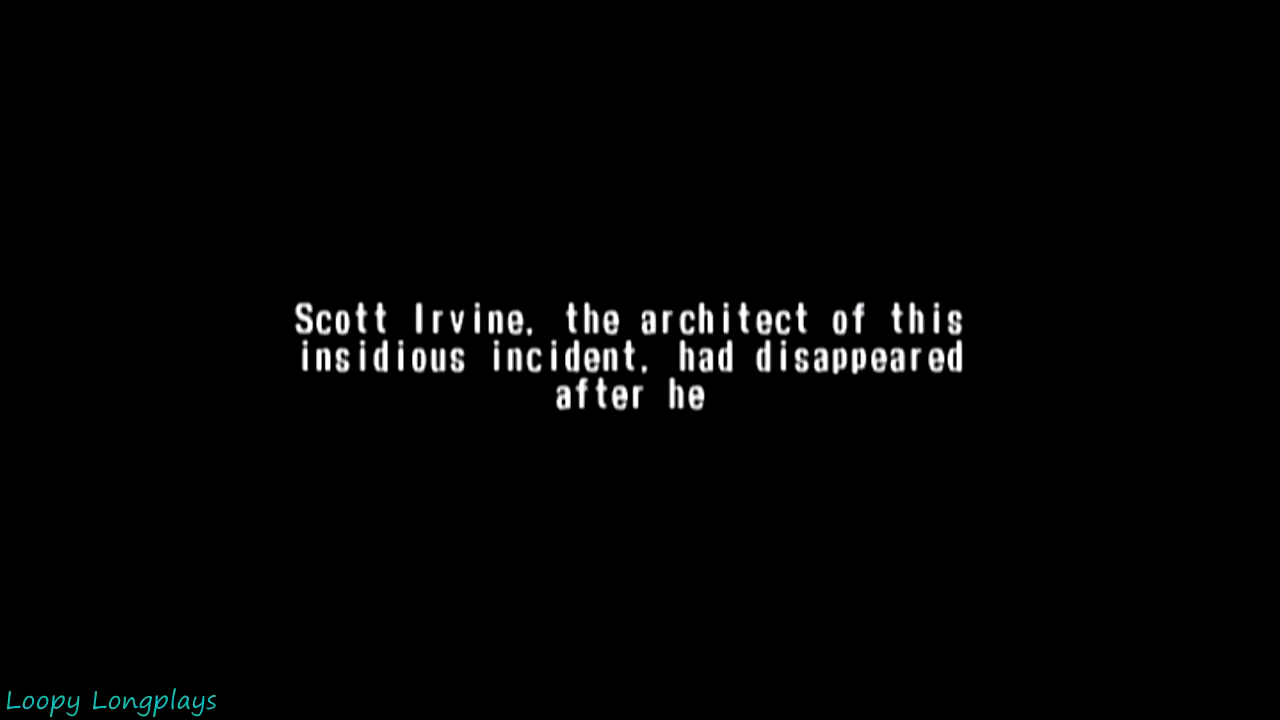 Scott Irvine, the architect of this
insidious incident, had disappeared
after he
Loopy Longplays